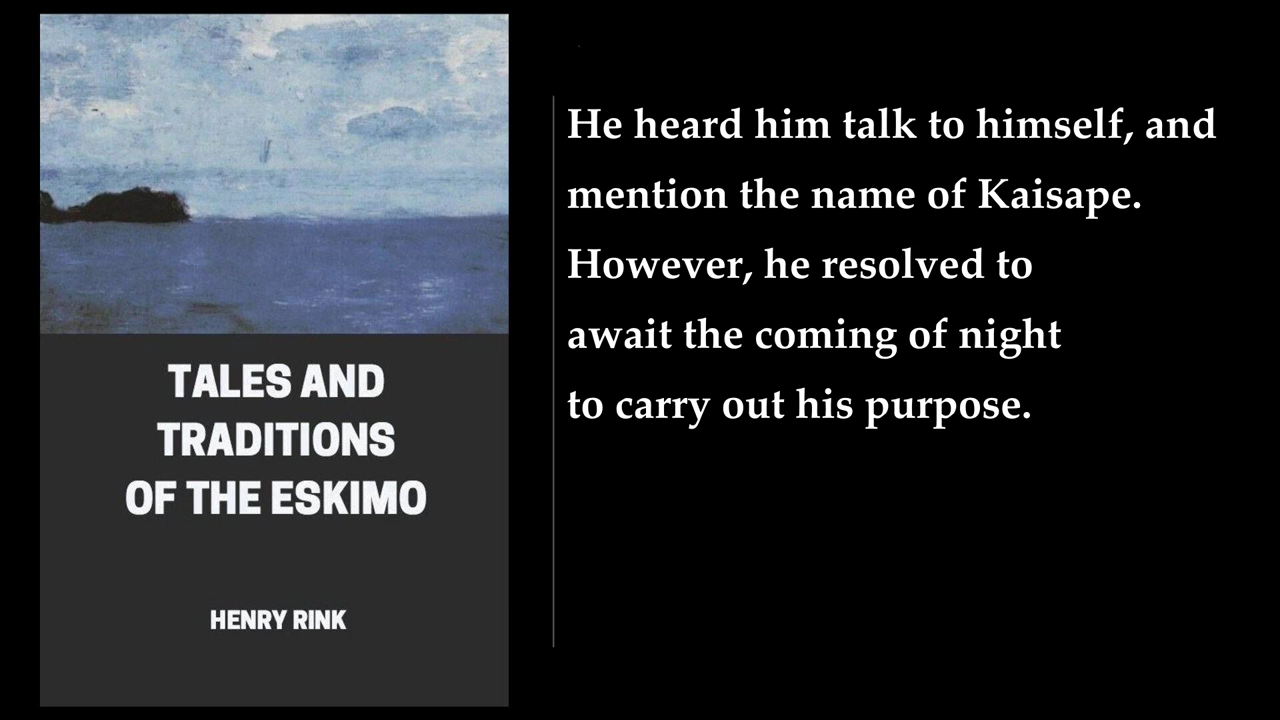 TALES AND
TRADITIONS
OF THE ESKIMO
HENRY RINK
He heard him talk to himself, and
mention the name of Kaisape.
However, he resolved to
await the coming of night
to carry out his purpose.